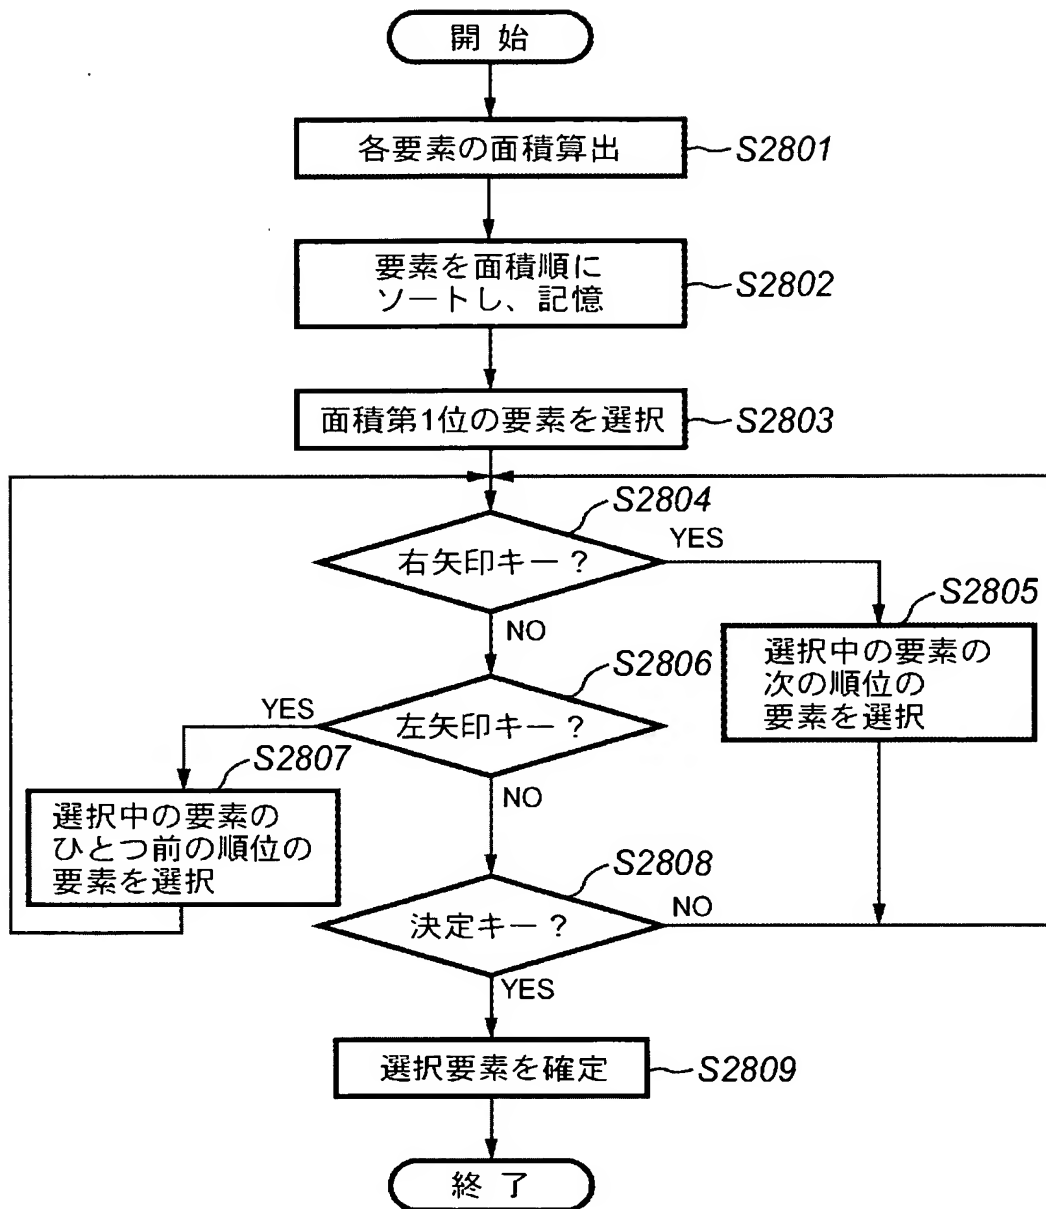 開 始
各要素の面積算出
S2801
要素を面積順に
ソートし、記憶
S2802
面積第1位の要素を選択
S2803
S2804
右矢印キー？
YES
NO
S2805
選択中の要素の
次の順位の
要素を選択
S2806
左矢印キー？
YES
NO
S2807
選択中の要素の
ひとつ前の順位の
要素を選択
S2808
決定キー？
NO
YES
選択要素を確定
S2809
終 了